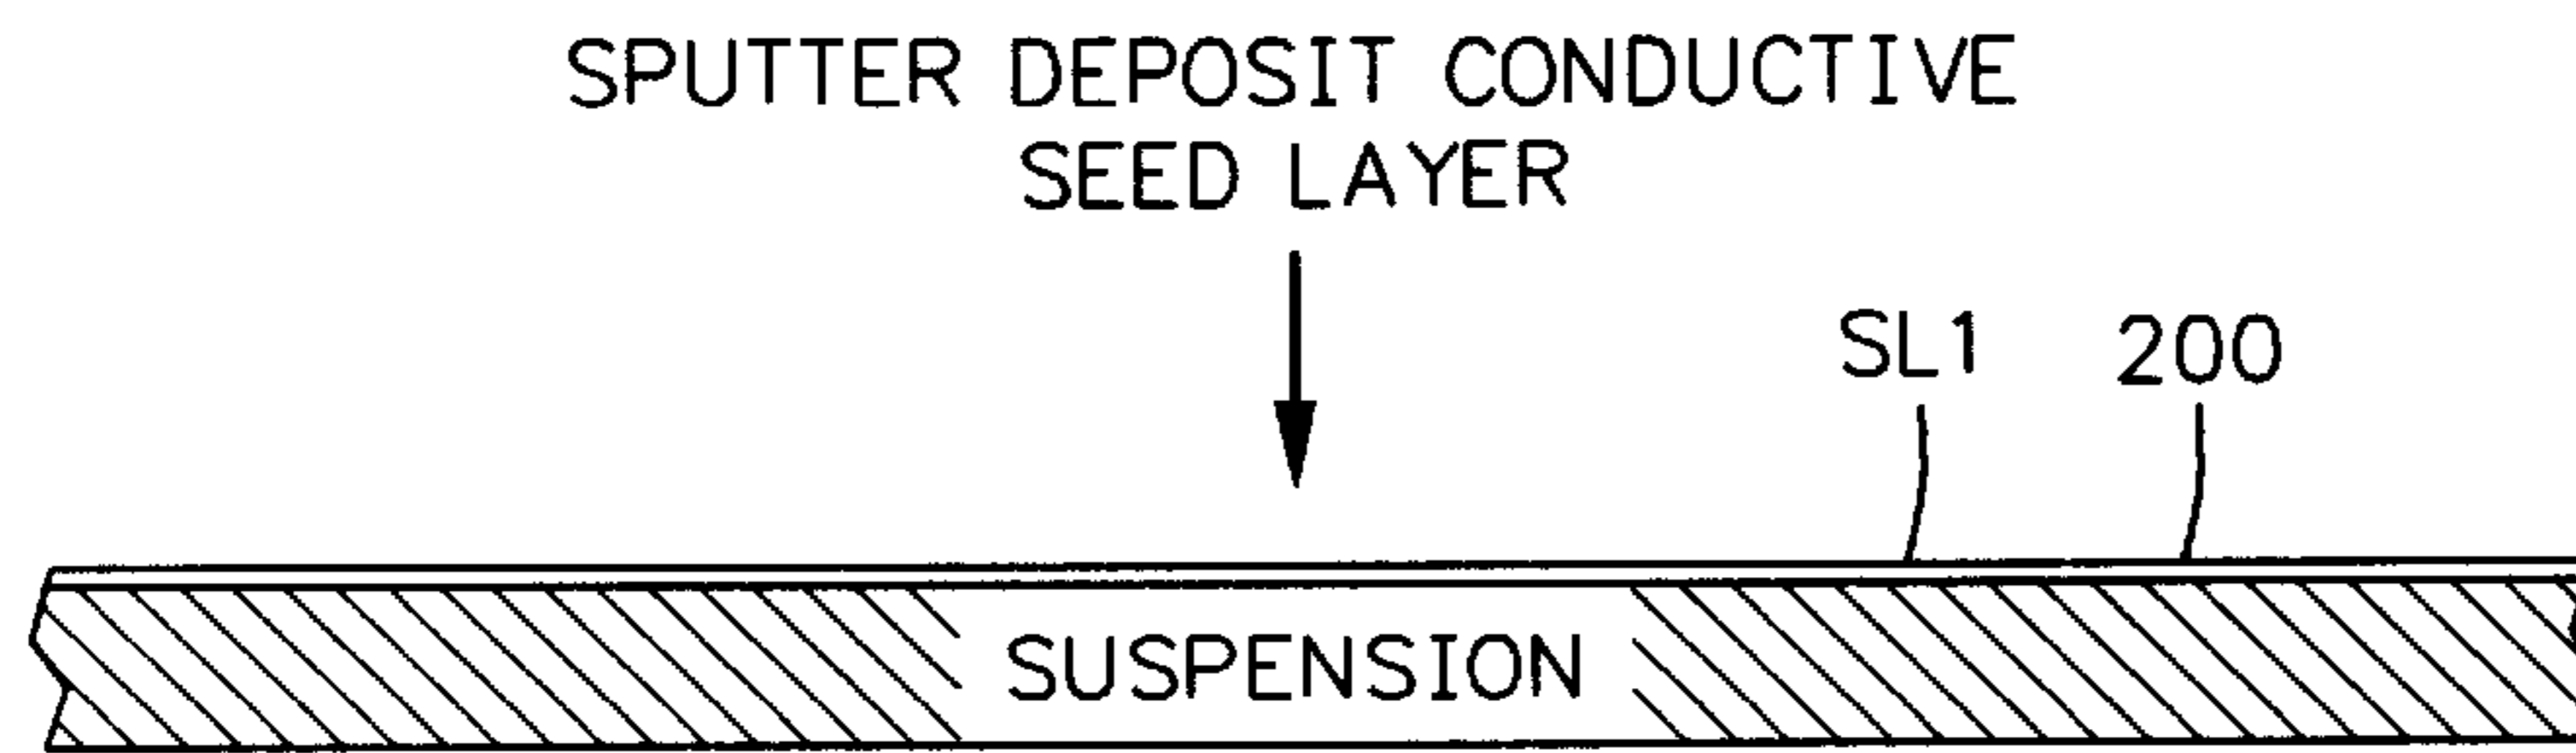 SPUTTER DEPOSIT CONDUCTIVE
SEED LAYER
SL1 200
SUSPENSION